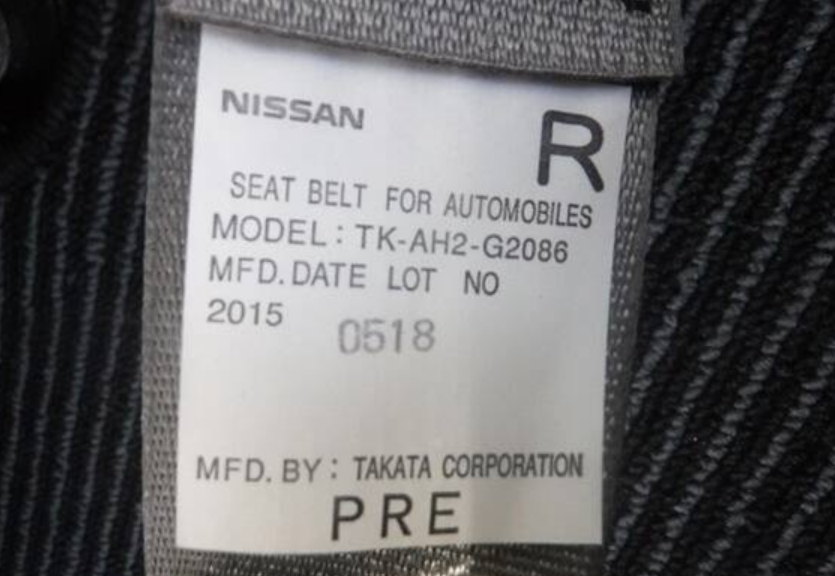 NISSAN
R
SEAT BELT FOR AUTOMOBILES
MODEL: TK-AH2-G2086
MFD. DATE LOT NO
2015 0518
MFD. BY: TAKATA CORPORATION
PRE